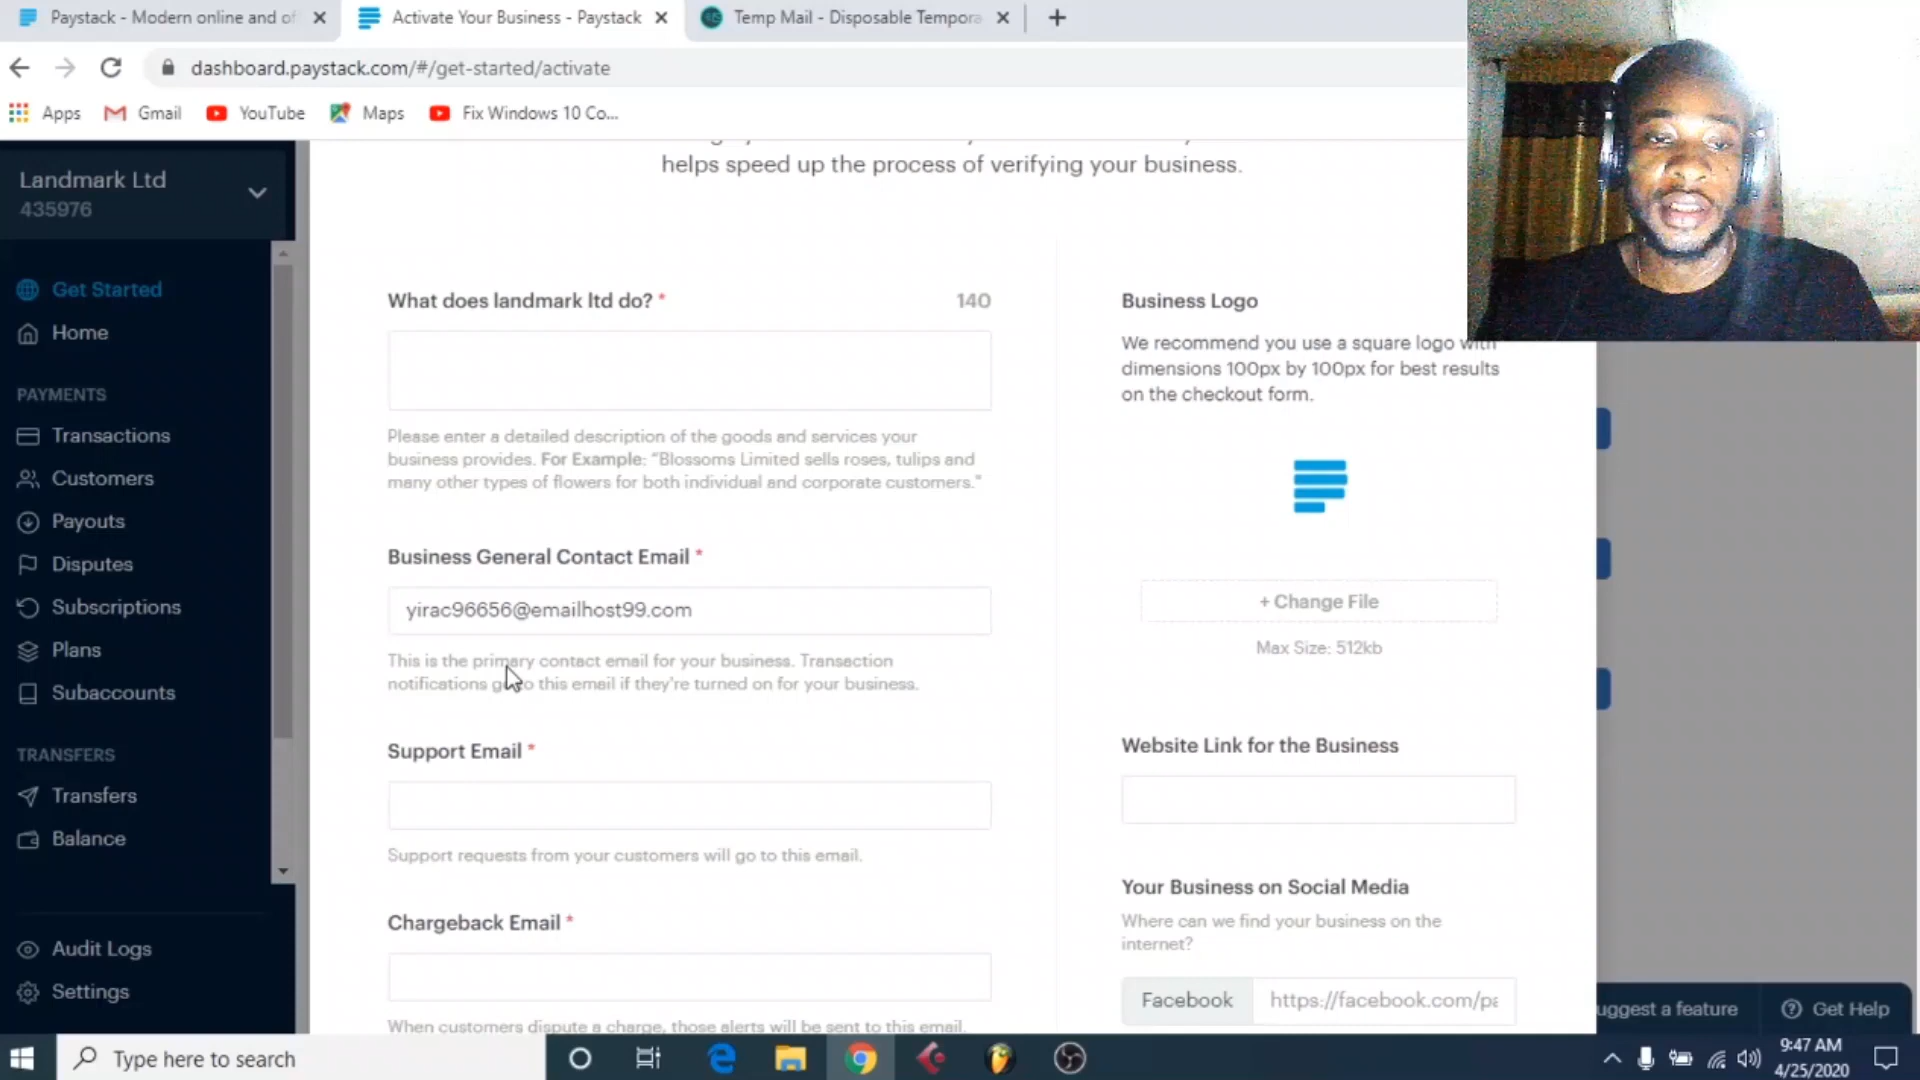 Paystack - Modern online and of
Activate Your Business - Paystack
Temp Mail - Disposable Tempora
dashboard.paystack.com/#/get-started/activate
Apps
Gmail
YouTube
Maps
Fix Windows 10 Co...
Landmark Ltd
435976
Get Started
Home
PAYMENTS
Transactions
Customers
Payouts
Disputes
Subscriptions
Plans
Subaccounts
TRANSFERS
Transfers
Balance
Audit Logs
Settings
helps speed up the process of verifying your business.
What does landmark ltd do? *
140
Please enter a detailed description of the goods and services your
business provides. For Example: "Blossoms Limited sells roses, tulips and
many other types of flowers for both individual and corporate customers."
Business General Contact Email *
yirac96656@emailhost99.com
This is the primary contact email for your business. Transaction
notifications go to this email if they're turned on for your business.
Support Email *
Support requests from your customers will go to this email.
Chargeback Email *
When customers dispute a charge, those alerts will be sent to this email.
Business Logo
We recommend you use a square logo with
dimensions 100px by 100px for best results
on the checkout form.
+ Change File
Max Size: 512kb
Website Link for the Business
Your Business on Social Media
Where can we find your business on the
internet?
Facebook
https://facebook.com/pa
uggest a feature
Get Help
Type here to search
9:47 AM
4/25/2020